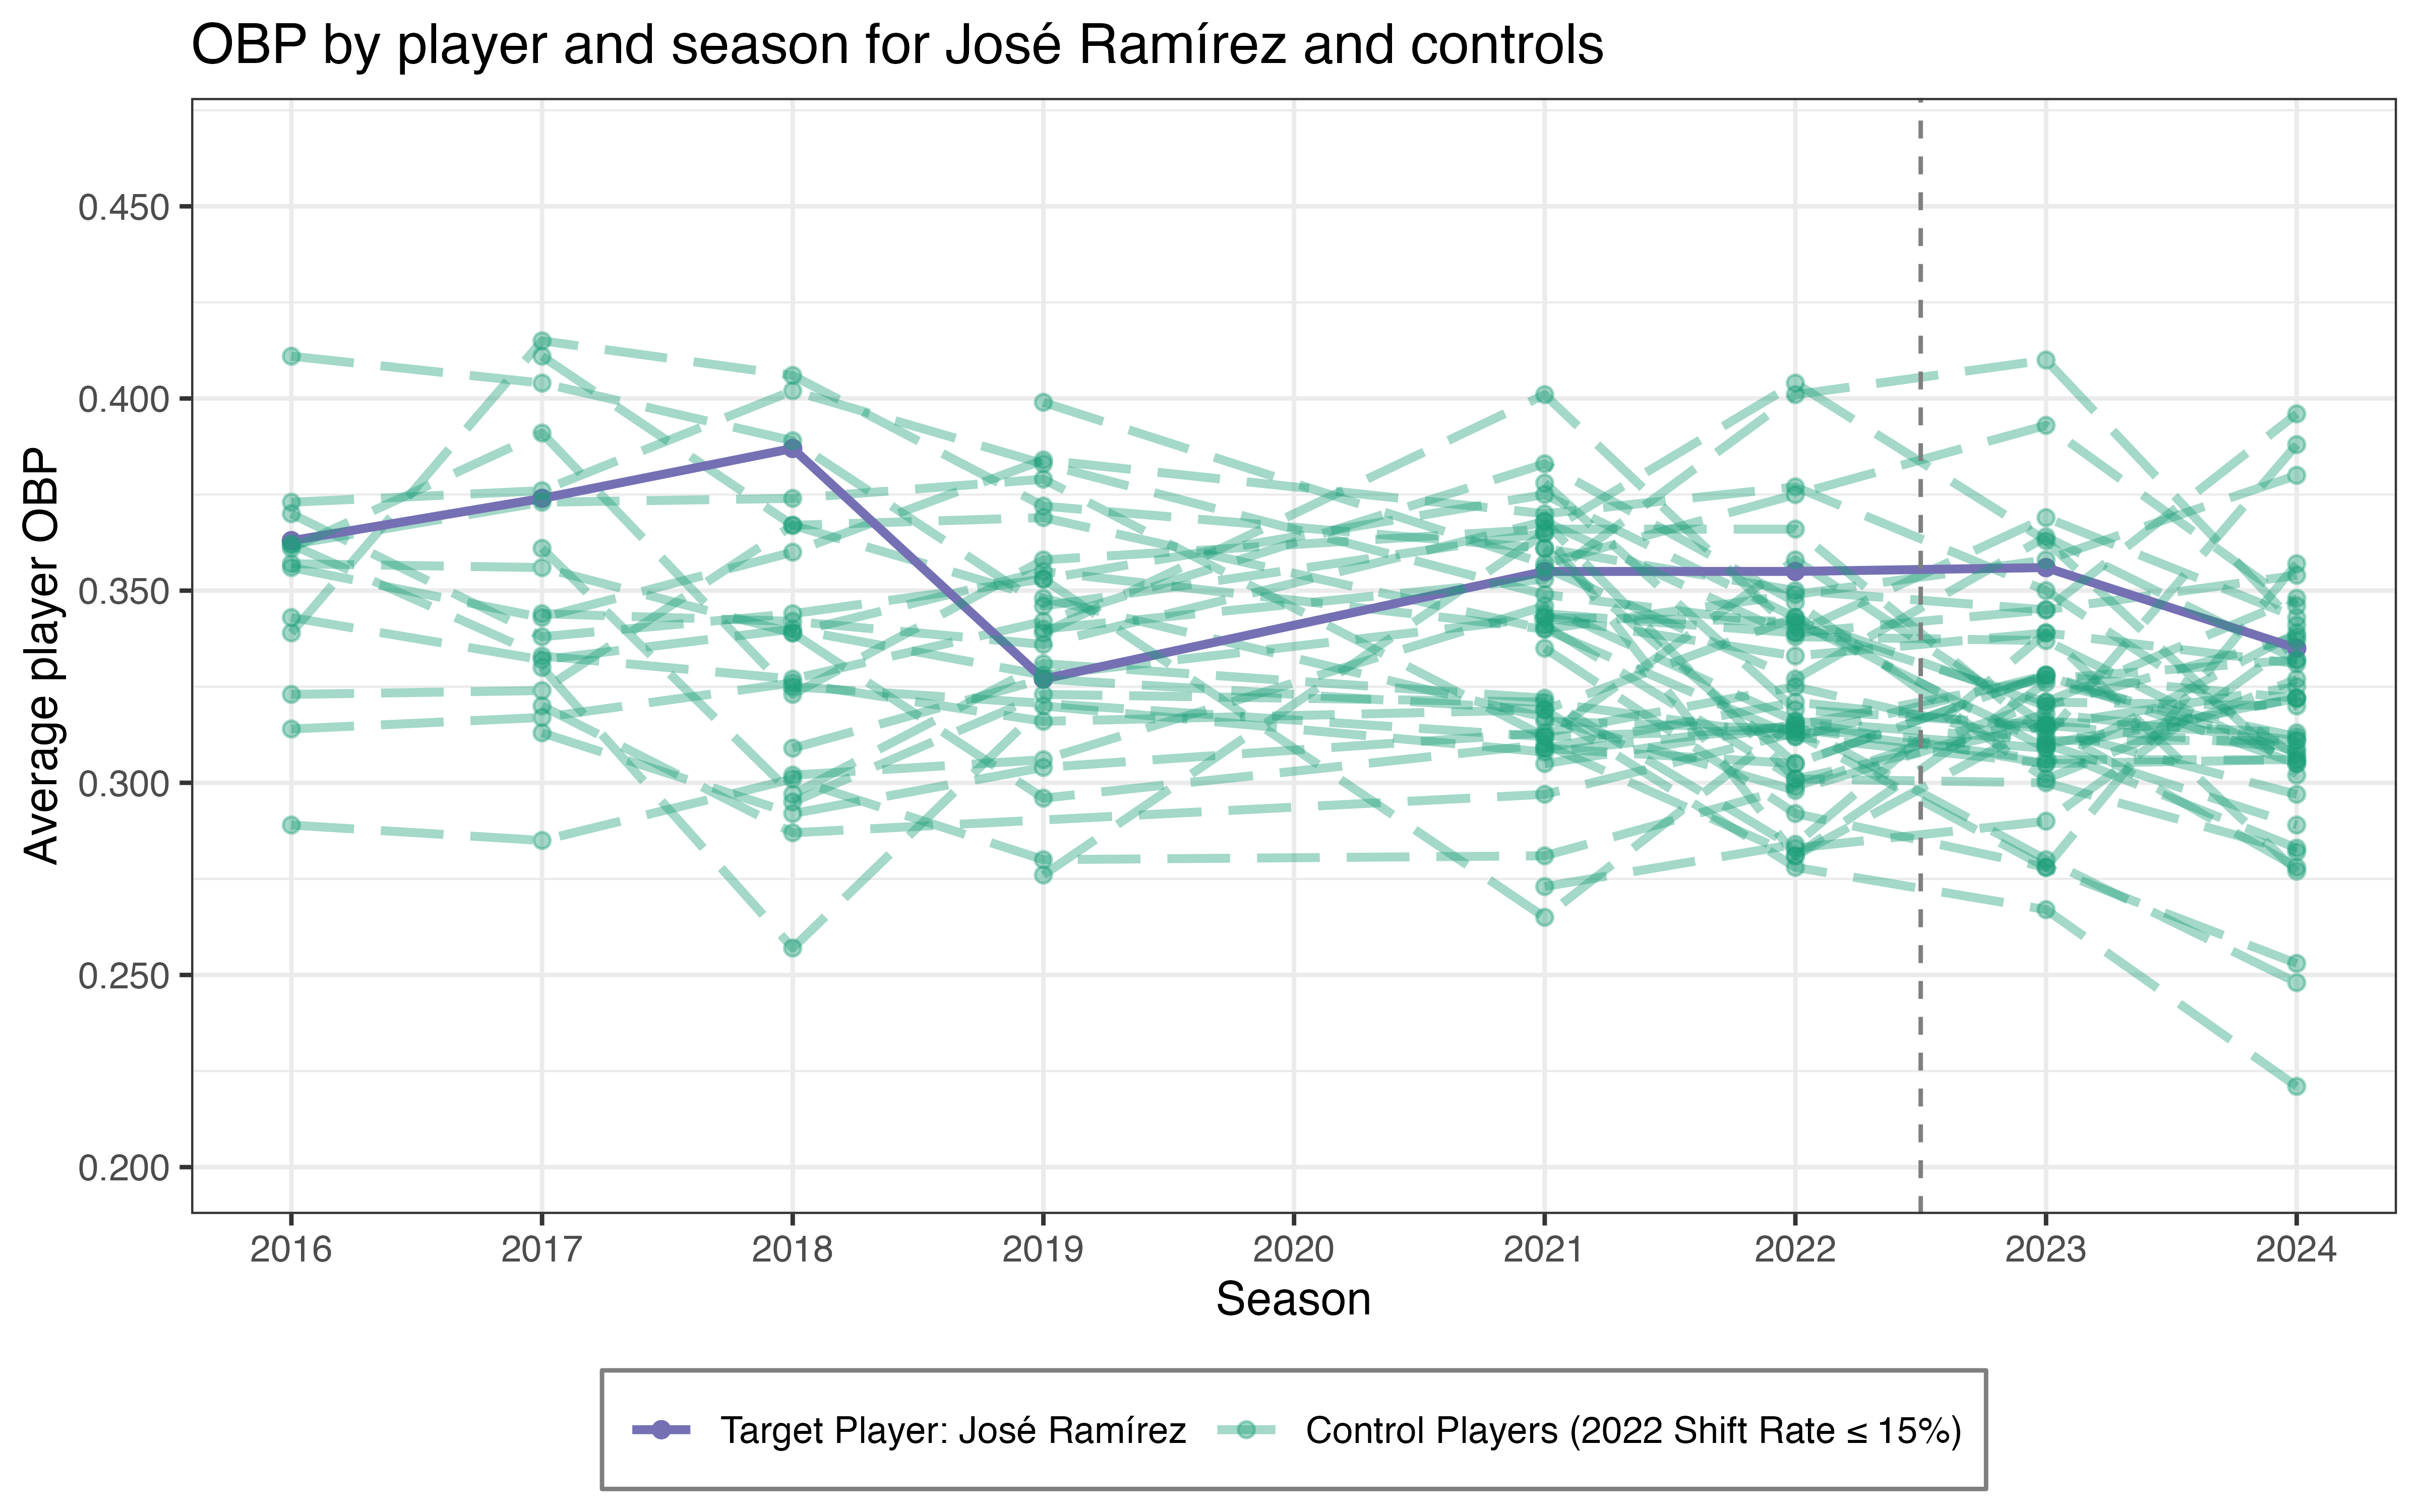 OBP by player and season for José Ramírez and controls
Average player OBP
0.450
0.400
0.350
0.300
0.250
0.200
2016 2017 2018 2019 2020 2021 2022 2023 2024
Season
Target Player: José Ramírez Control Players (2022 Shift Rate ≤ 15%)